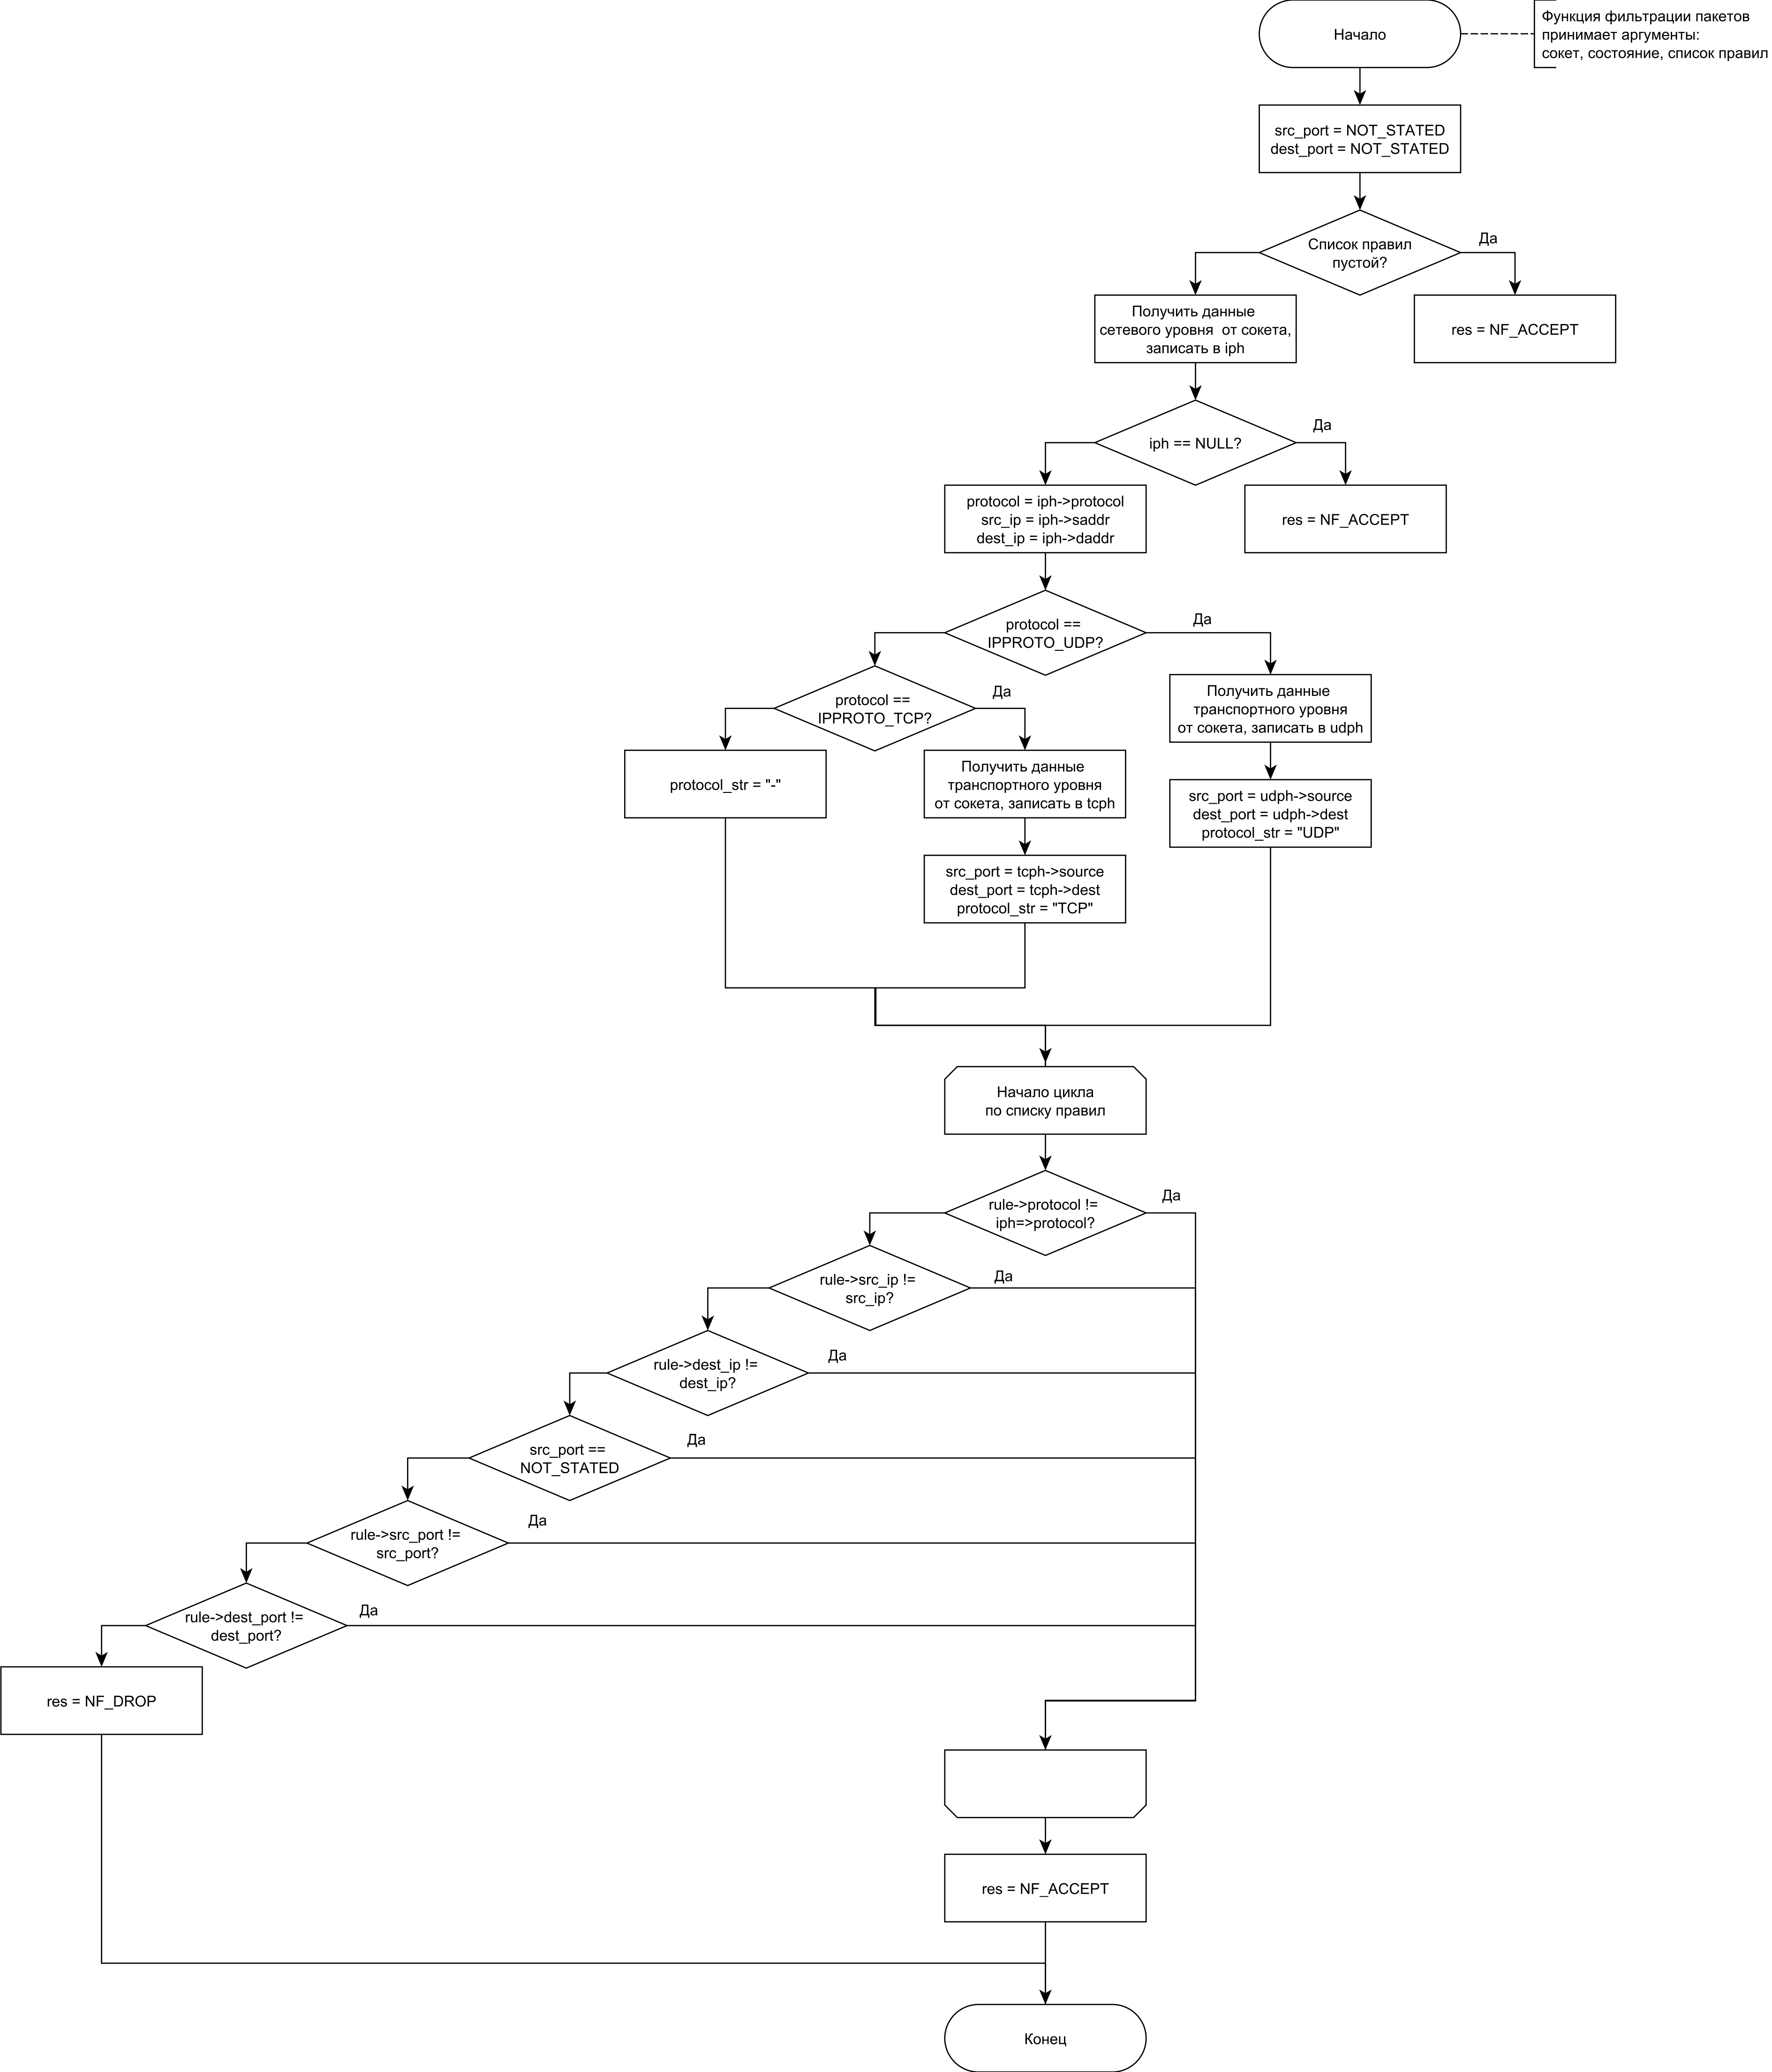 Начало
Функция фильтрации пакетов
принимает аргументы:
сокет, состояние, список правил
src_port = NOT_STATED
dest_port = NOT_STATED
Список правил
пустой?
Да
Получить данные
сетевого уровня от сокета,
записать в iph
res = NF_ACCEPT
iph == NULL?
Да
protocol = iph->protocol
src_ip = iph->saddr
dest_ip = iph->daddr
res = NF_ACCEPT
protocol ==
IPPROTO_UDP?
Да
protocol ==
IPPROTO_TCP?
Да
Получить данные
транспортного уровня
от сокета, записать в udph
protocol_str = "-"
Получить данные
транспортного уровня
от сокета, записать в tcph
src_port = udph->source
dest_port = udph->dest
protocol_str = "UDP"
src_port = tcph->source
dest_port = tcph->dest
protocol_str = "TCP"
Начало цикла
по списку правил
rule->protocol !=
iph=>protocol?
Да
rule->src_ip !=
src_ip?
Да
rule->dest_ip !=
dest_ip?
Да
src_port ==
NOT_STATED
Да
rule->src_port !=
src_port?
Да
rule->dest_port !=
dest_port?
Да
res = NF_DROP
res = NF_ACCEPT
Конец